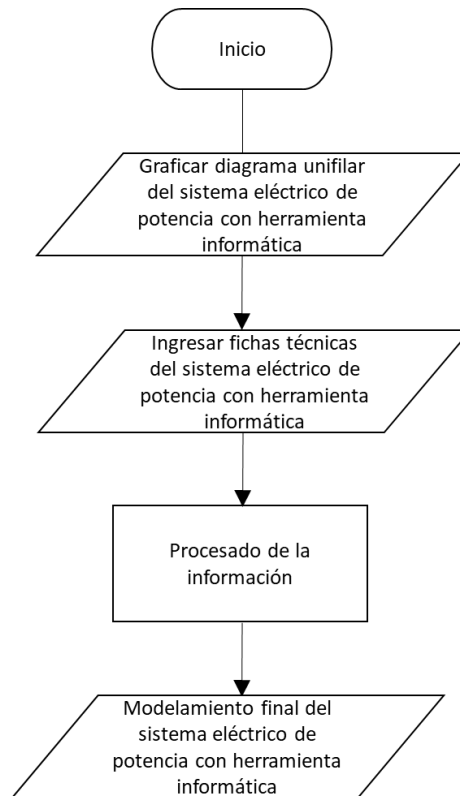 Inicio
Graficar diagrama unifilar
del sistema eléctrico de
potencia con herramienta
informática
Ingresar fichas técnicas
del sistema eléctrico de
potencia con herramienta
informática
Procesado de la
información
Modelamiento final del
sistema eléctrico de
potencia con herramienta
informática